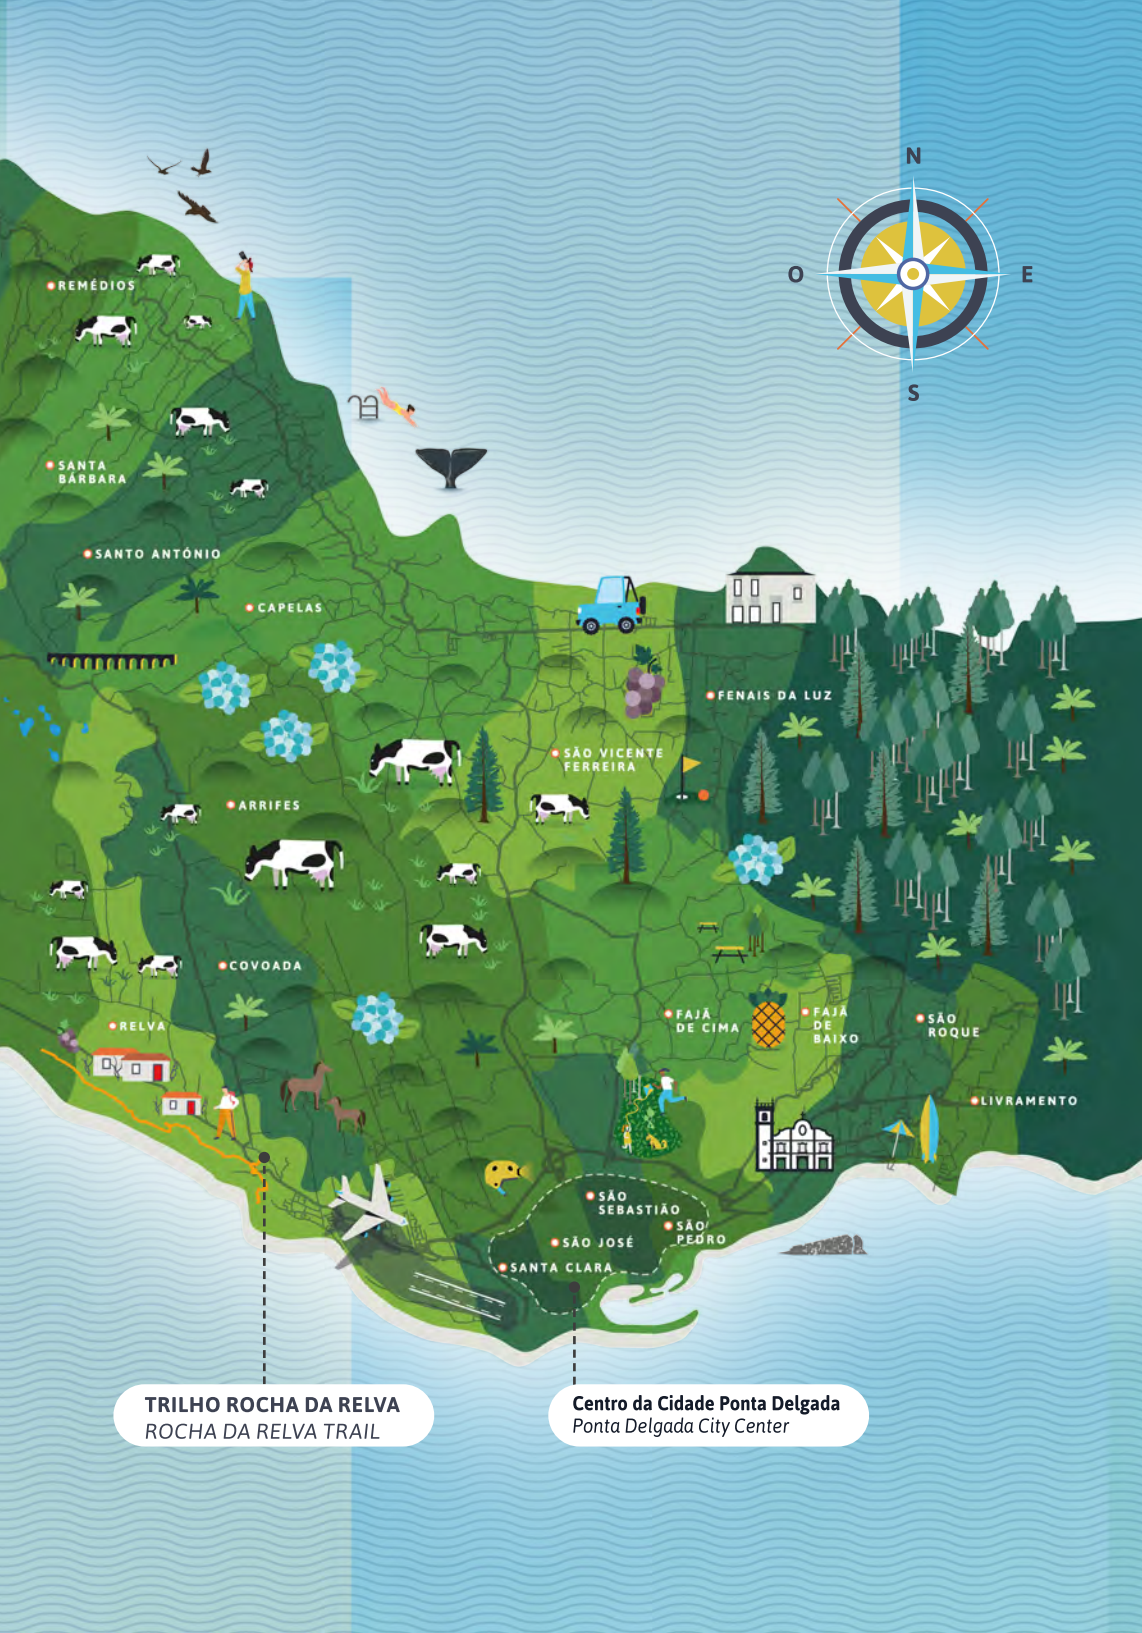 N
O
E
S
REMÉDIOS
SANTA
BÁRBARA
SANTO ANTÓNIO
CAPELAS
FENAIS DA LUZ
SÃO VICENTE
FERREIRA
ARRIFES
COVOADA
RELVA
FAJÃ
DE CIMA
FAJÃ
DE
BAIXO
SÃO
ROQUE
LIVRAMENTO
SÃO
SEBASTIÃO
SÃO
PEDRO
SÃO JOSÉ
SANTA CLARA
TRILHO ROCHA DA RELVA
ROCHA DA RELVA TRAIL
Centro da Cidade Ponta Delgada
Ponta Delgada City Center